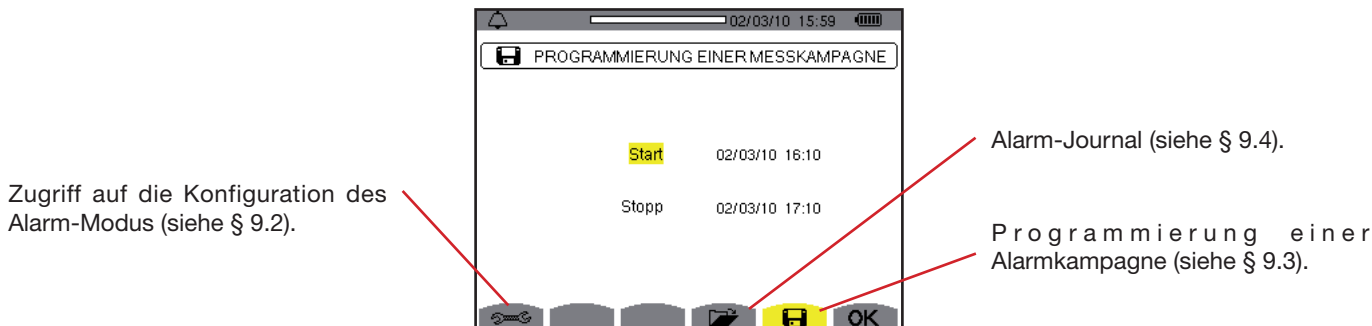 02/03/10 15:59
PROGRAMMIERUNG EINER MESSKAMPAGNE
Start 02/03/10 16:10
Stopp 02/03/10 17:10
OK
Zugriff auf die Konfiguration des
Alarm-Modus (siehe § 9.2).
Alarm-Journal (siehe § 9.4).
Programmierung einer
Alarmkampagne (siehe § 9.3).